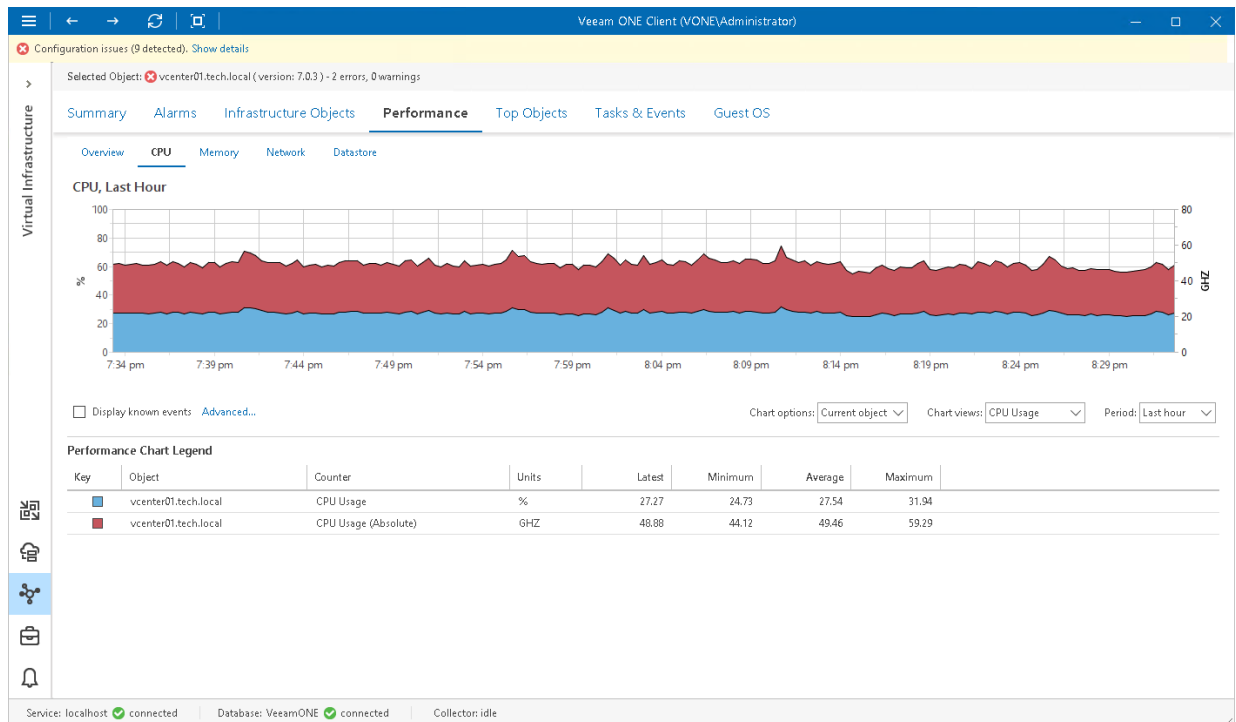 Veeam ONE Client (VONE\Administrator)
Configuration issues (9 detected). Show details
Selected Object: vcenter01.tech.local ( version: 7.0.3 ) - 2 errors, 0 warnings
Virtual Infrastructure
Summary Alarms Infrastructure Objects Performance Top Objects Tasks & Events Guest OS
Overview CPU Memory Network Datastore
CPU, Last Hour
100 80
80
60
60
% 40 40 GHZ
20 20
0 0
7:34 pm 7:39 pm 7:44 pm 7:49 pm 7:54 pm 7:59 pm 8:04 pm 8:09 pm 8:14 pm 8:19 pm 8:24 pm 8:29 pm
Display known events Advanced... Chart options: Current object Chart views: CPU Usage Period: Last hour
Performance Chart Legend
Key Object Counter Units Latest Minimum Average Maximum
vcenter01.tech.local CPU Usage % 27.27 24.73 27.54 31.94
vcenter01.tech.local CPU Usage (Absolute) GHZ 48.88 44.12 49.46 59.29
Service: localhost connected Database: VeeamONE connected Collector: idle